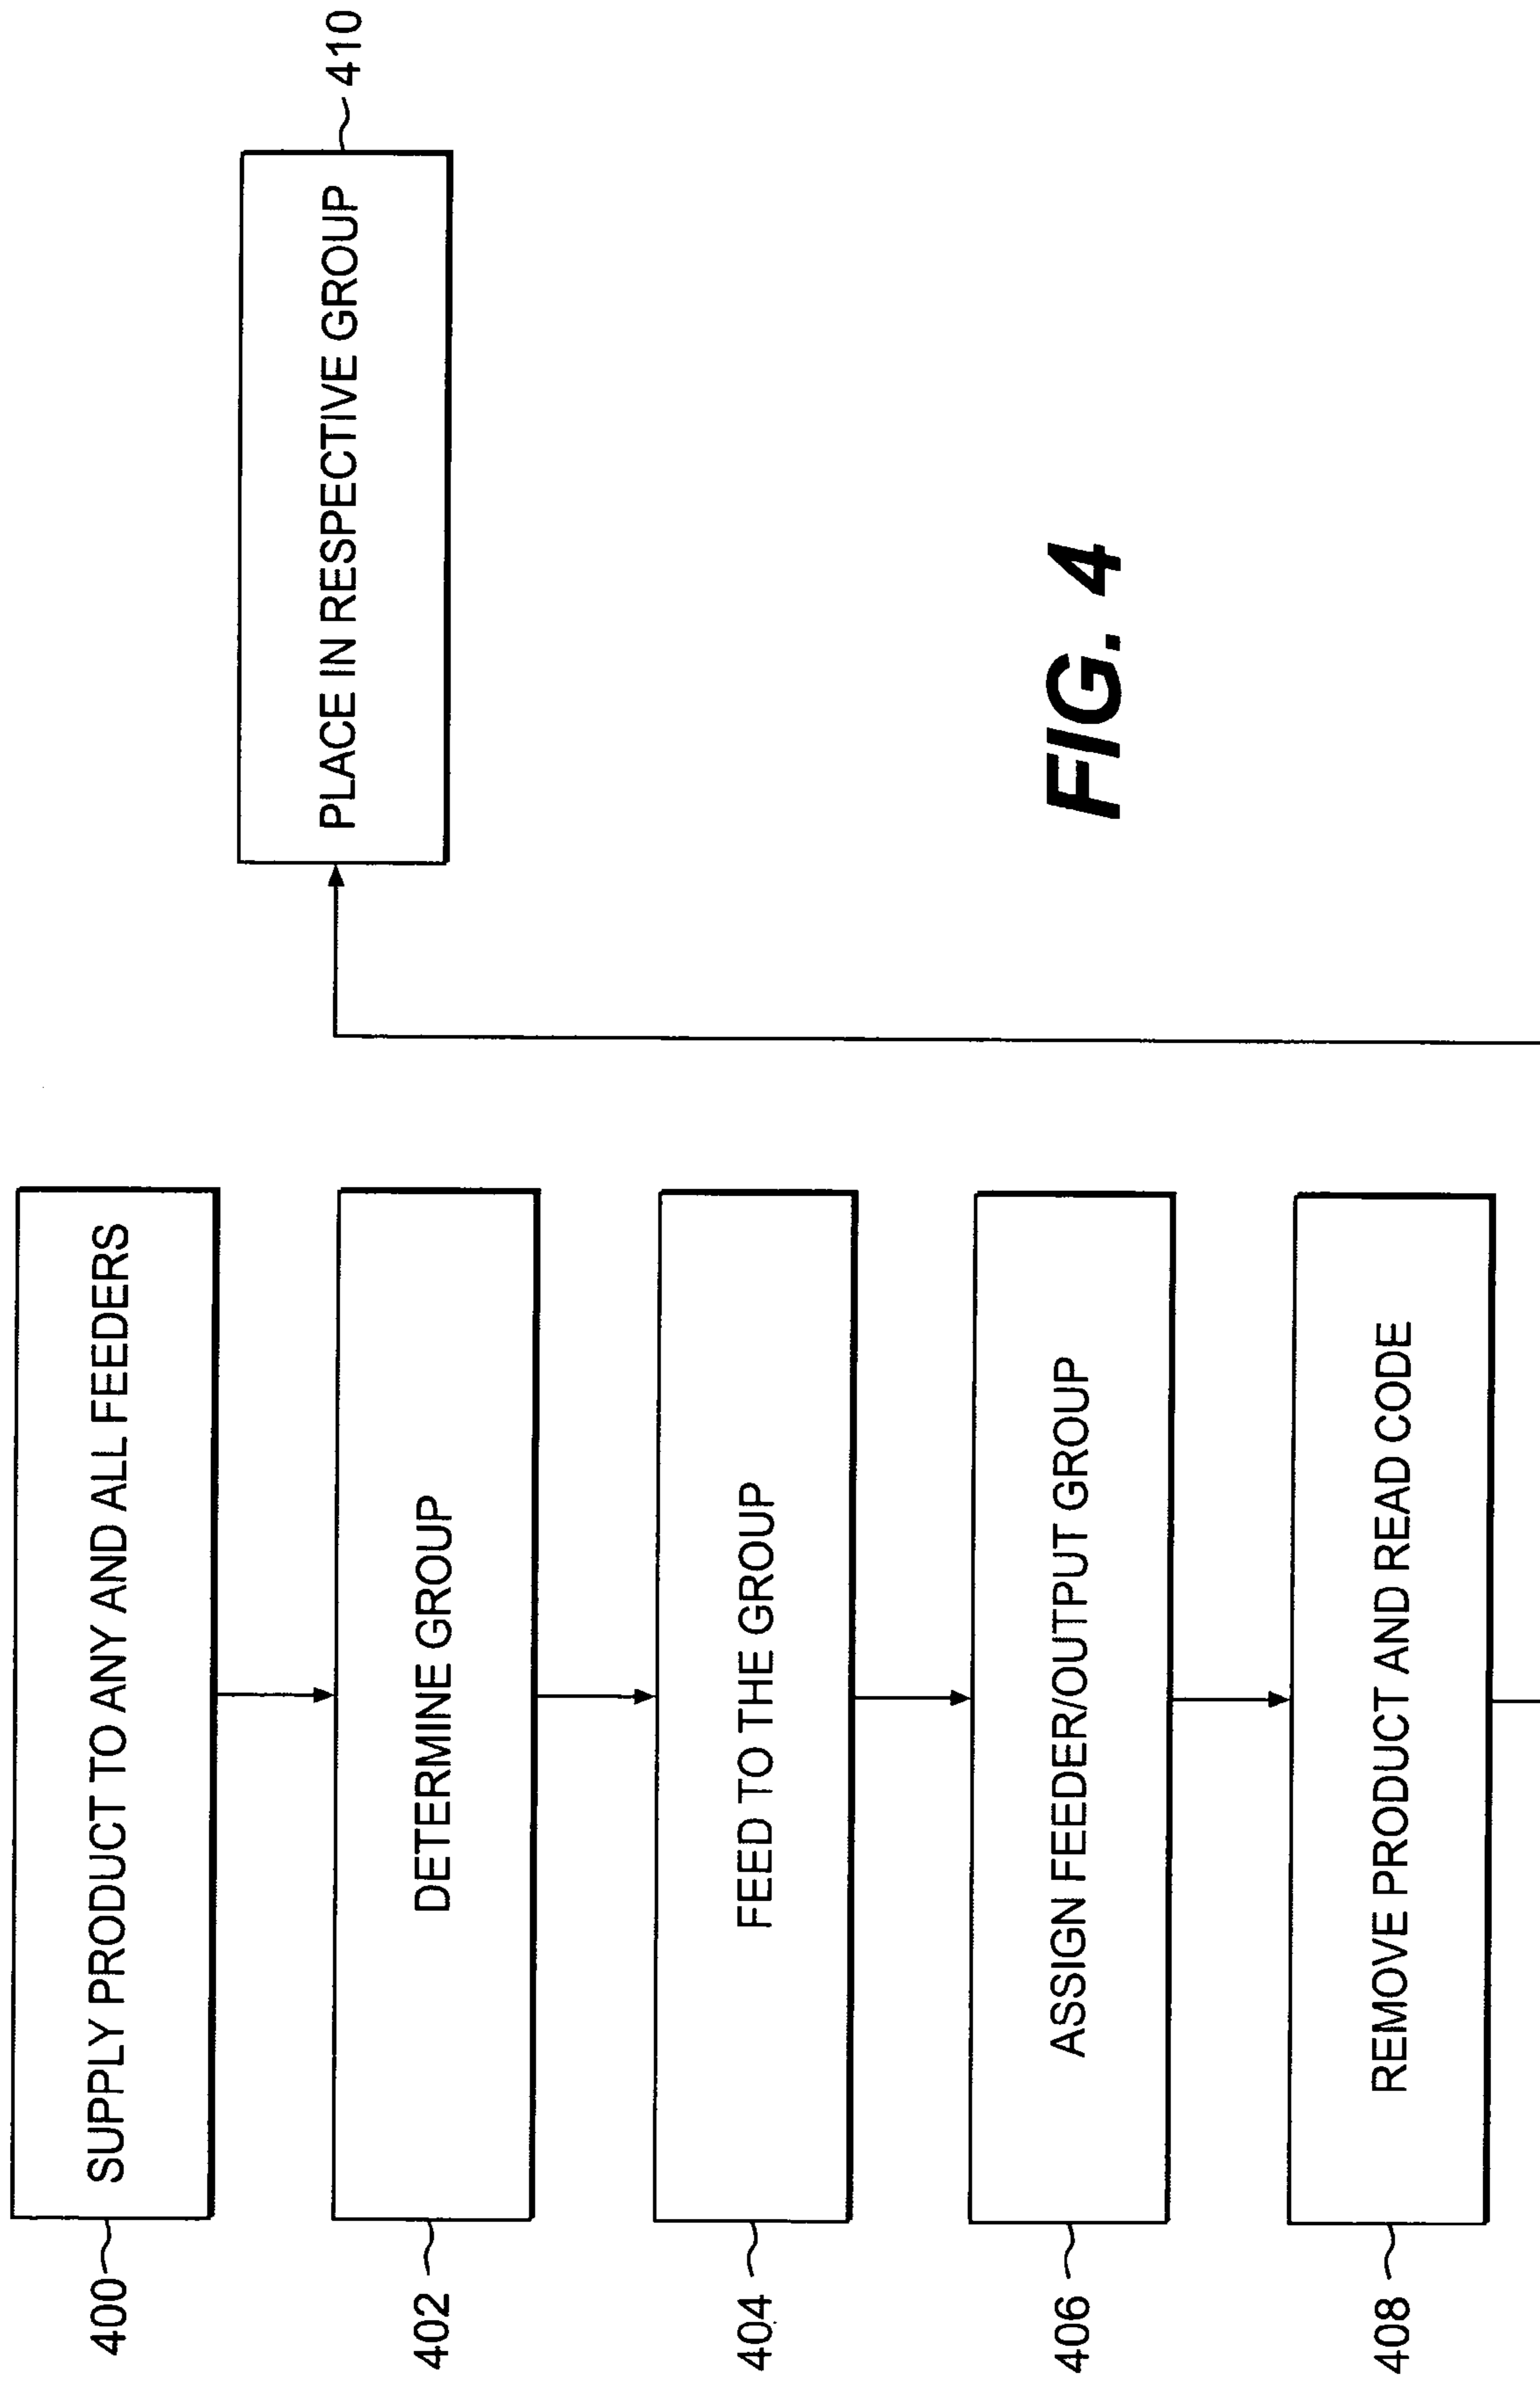 400
SUPPLY PRODUCT TO ANY AND ALL FEEDERS
402
DETERMINE GROUP
404
FEED TO THE GROUP
406
ASSIGN FEEDER/OUTPUT GROUP
408
REMOVE PRODUCT AND READ CODE
PLACE IN RESPECTIVE GROUP
410
FIG. 4